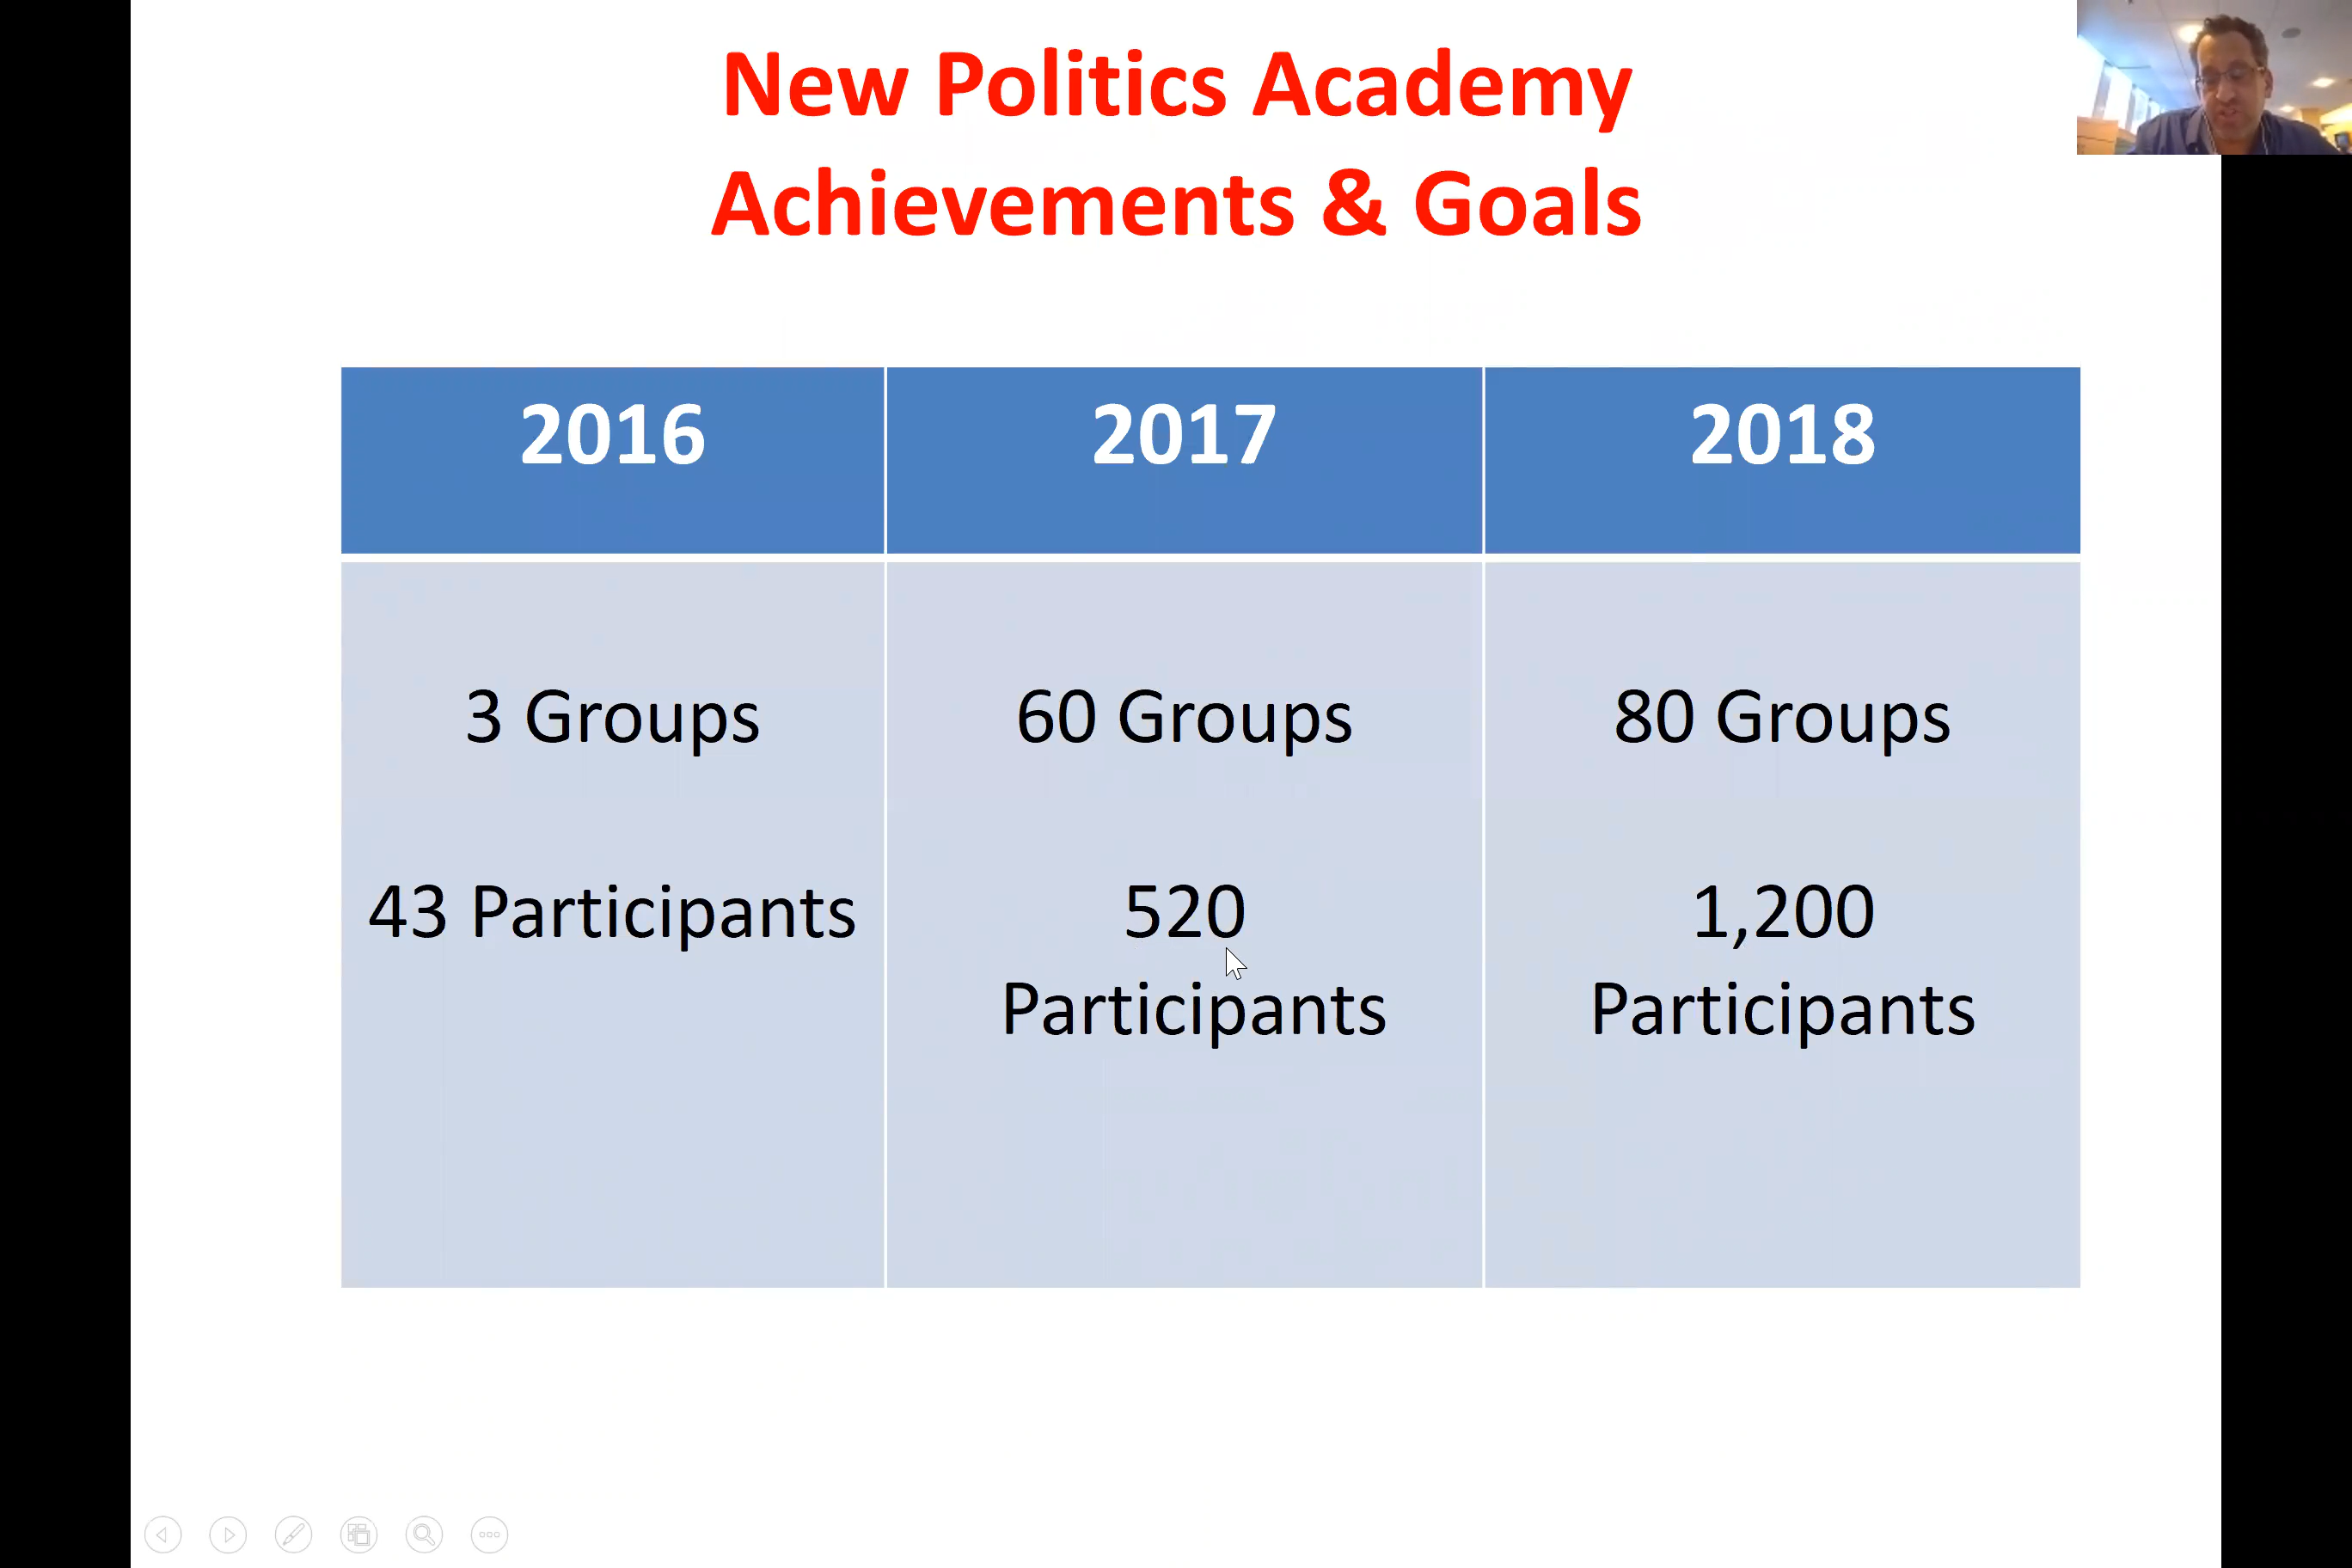 New Politics Academy
Achievements & Goals
2016
2017
2018
3 Groups
60 Groups
80 Groups
43 Participants
520
Participants
1,200
Participants